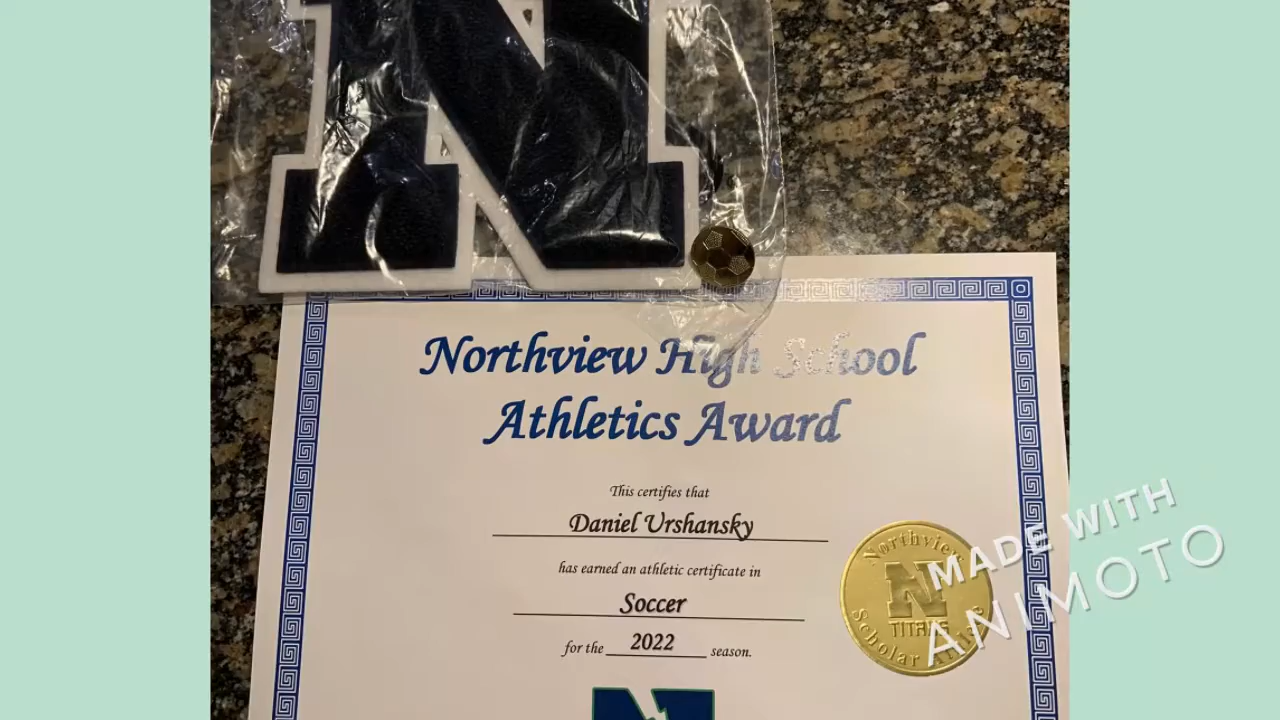 N
Northview High School
Athletics Award
This certifies that
Daniel Urshansky
has earned an athletic certificate in
Soccer
for the 2022 season.
Northview
N
TITANS
Scholar Athlete
MADE WITH
ANIMOTO
N